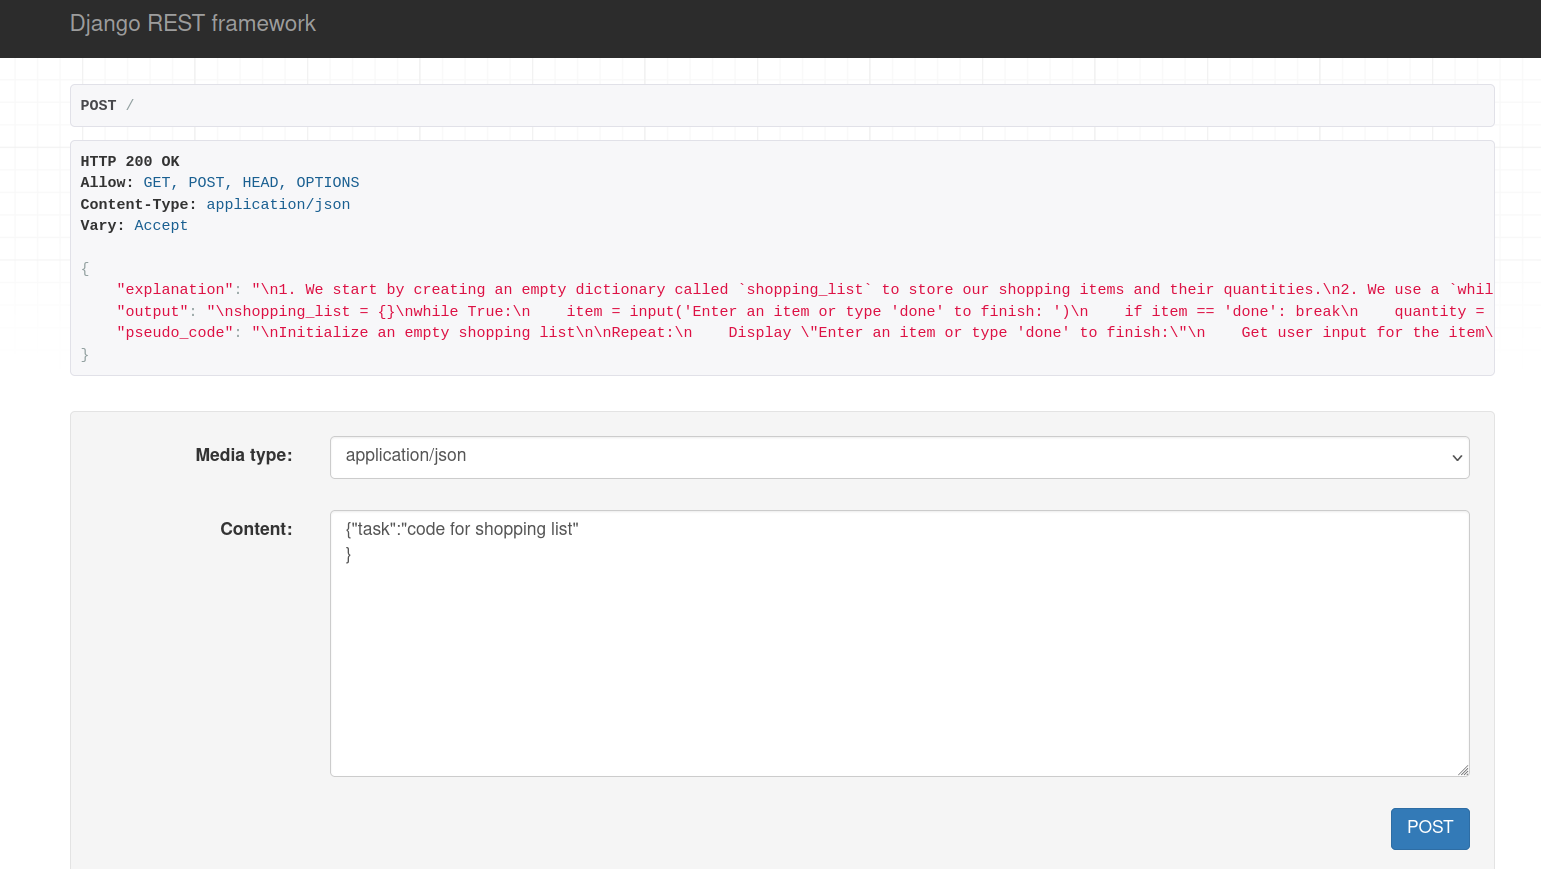 Django REST framework
POST /
HTTP 200 OK
Allow: GET, POST, HEAD, OPTIONS
Content-Type: application/json
Vary: Accept
{
    "explanation": "\n1. We start by creating an empty dictionary called `shopping_list` to store our shopping items and their quantities.\n2. We use a `whil
    "output": "\nshopping_list = {}\nwhile True:\n    item = input('Enter an item or type 'done' to finish: ')\n    if item == 'done': break\n    quantity =
    "pseudo_code": "\nInitialize an empty shopping list\n\nRepeat:\n    Display \"Enter an item or type 'done' to finish:\"\n    Get user input for the item\
}
Media type:
application/json
Content:
{"task":"code for shopping list"
}
POST